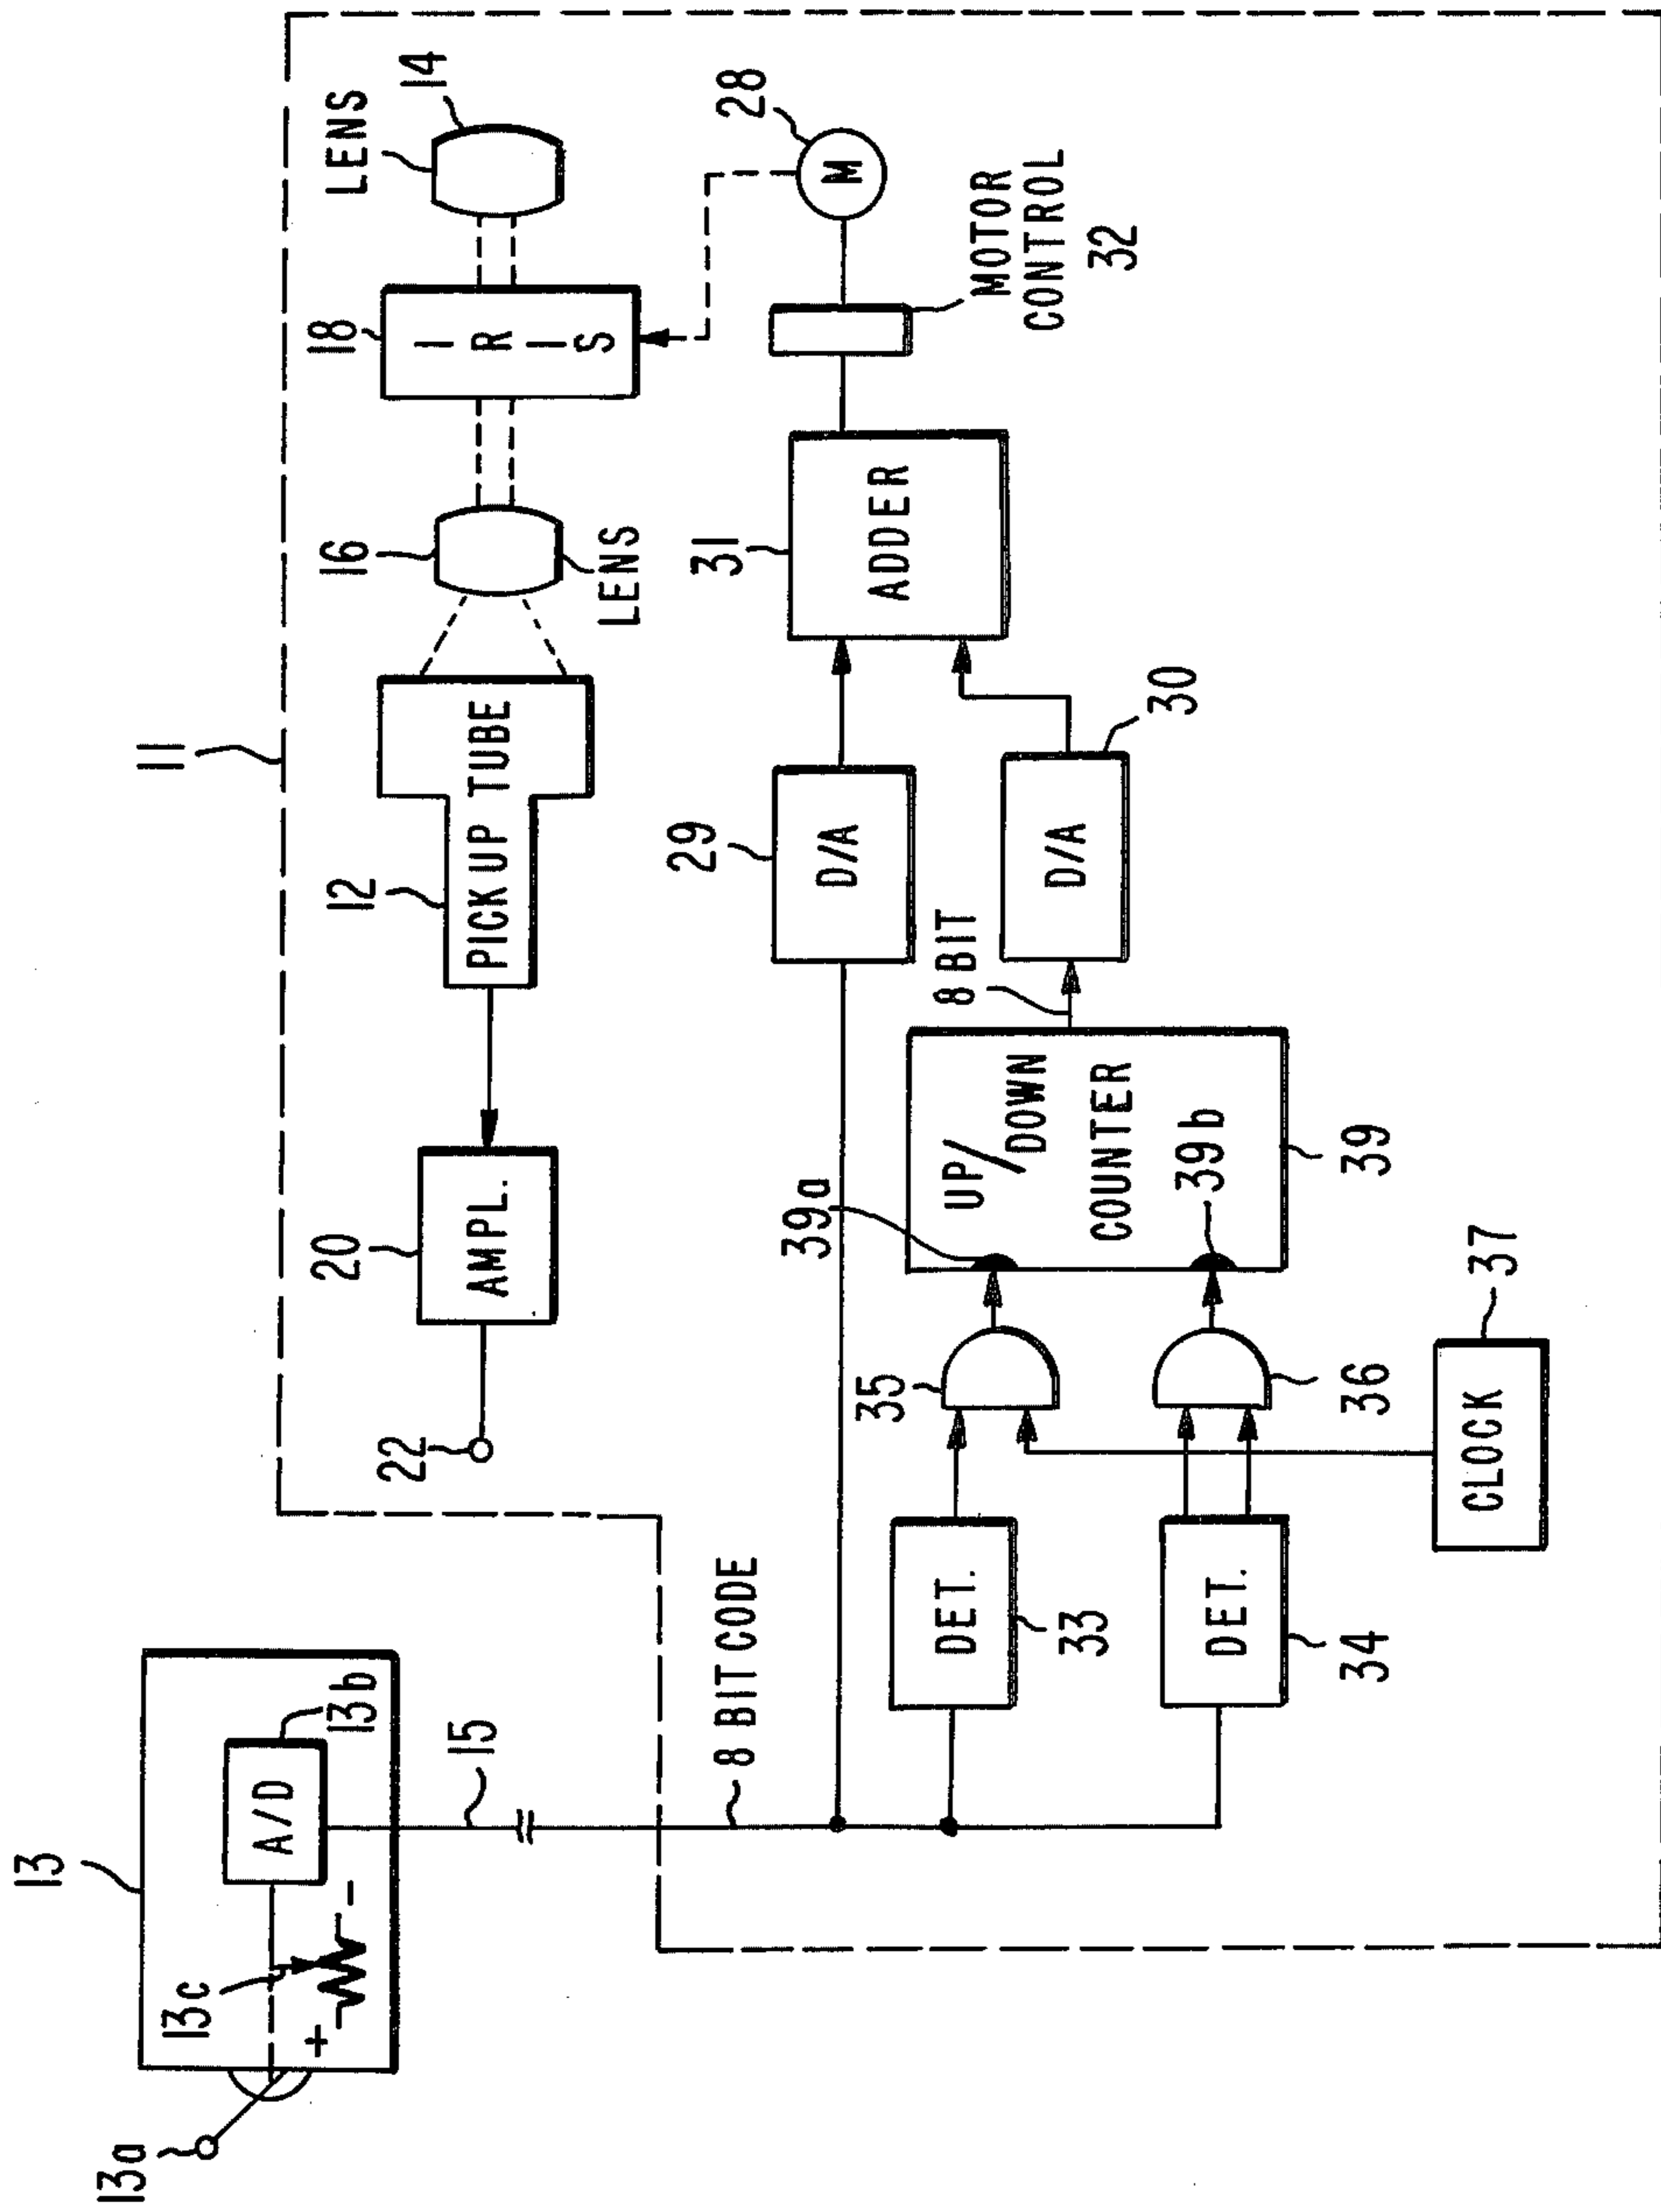 13
13a
13c
+
-
A/D
13b
15
8 BIT CODE
11
22
20
AMPL.
12
PICKUP TUBE
16
LENS
18
IRIS
LENS
14
28
M
MOTOR
CONTROL
32
31
ADDER
29
D/A
30
D/A
8 BIT
39a
UP/DOWN
COUNTER
39b
39
35
36
37
CLOCK
DET.
33
DET.
34